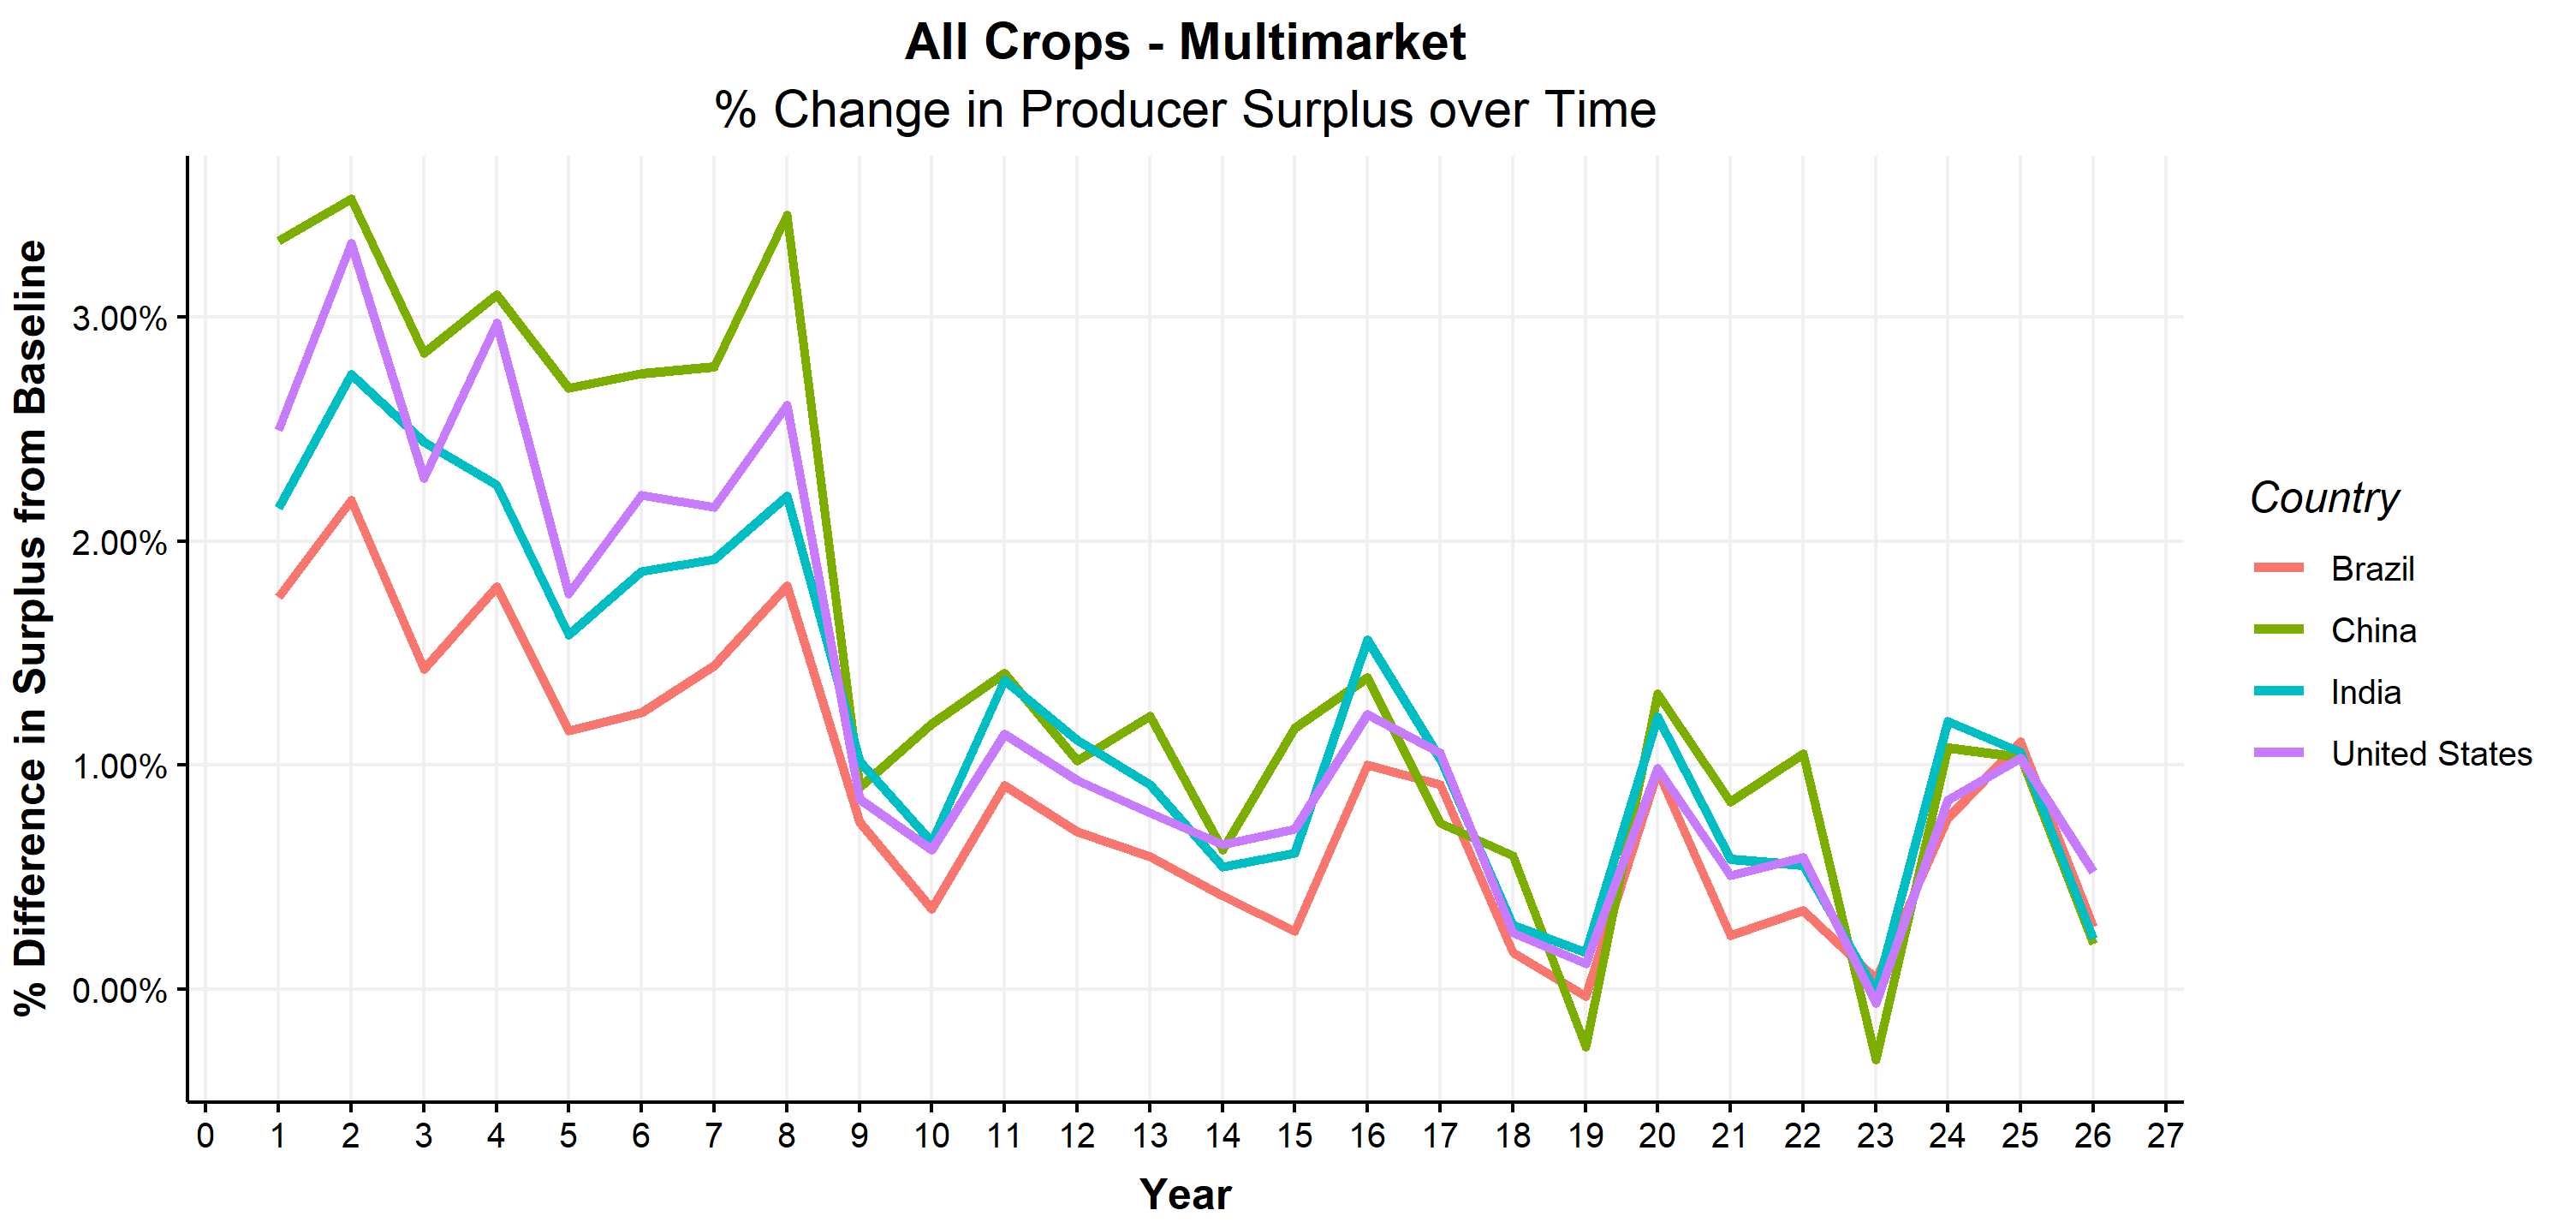 All Crops - Multimarket
% Change in Producer Surplus over Time
% Difference in Surplus from Baseline
3.00%
2.00%
1.00%
0.00%
0 1 2 3 4 5 6 7 8 9 10 11 12 13 14 15 16 17 18 19 20 21 22 23 24 25 26 27
Year
Country
Brazil
China
India
United States